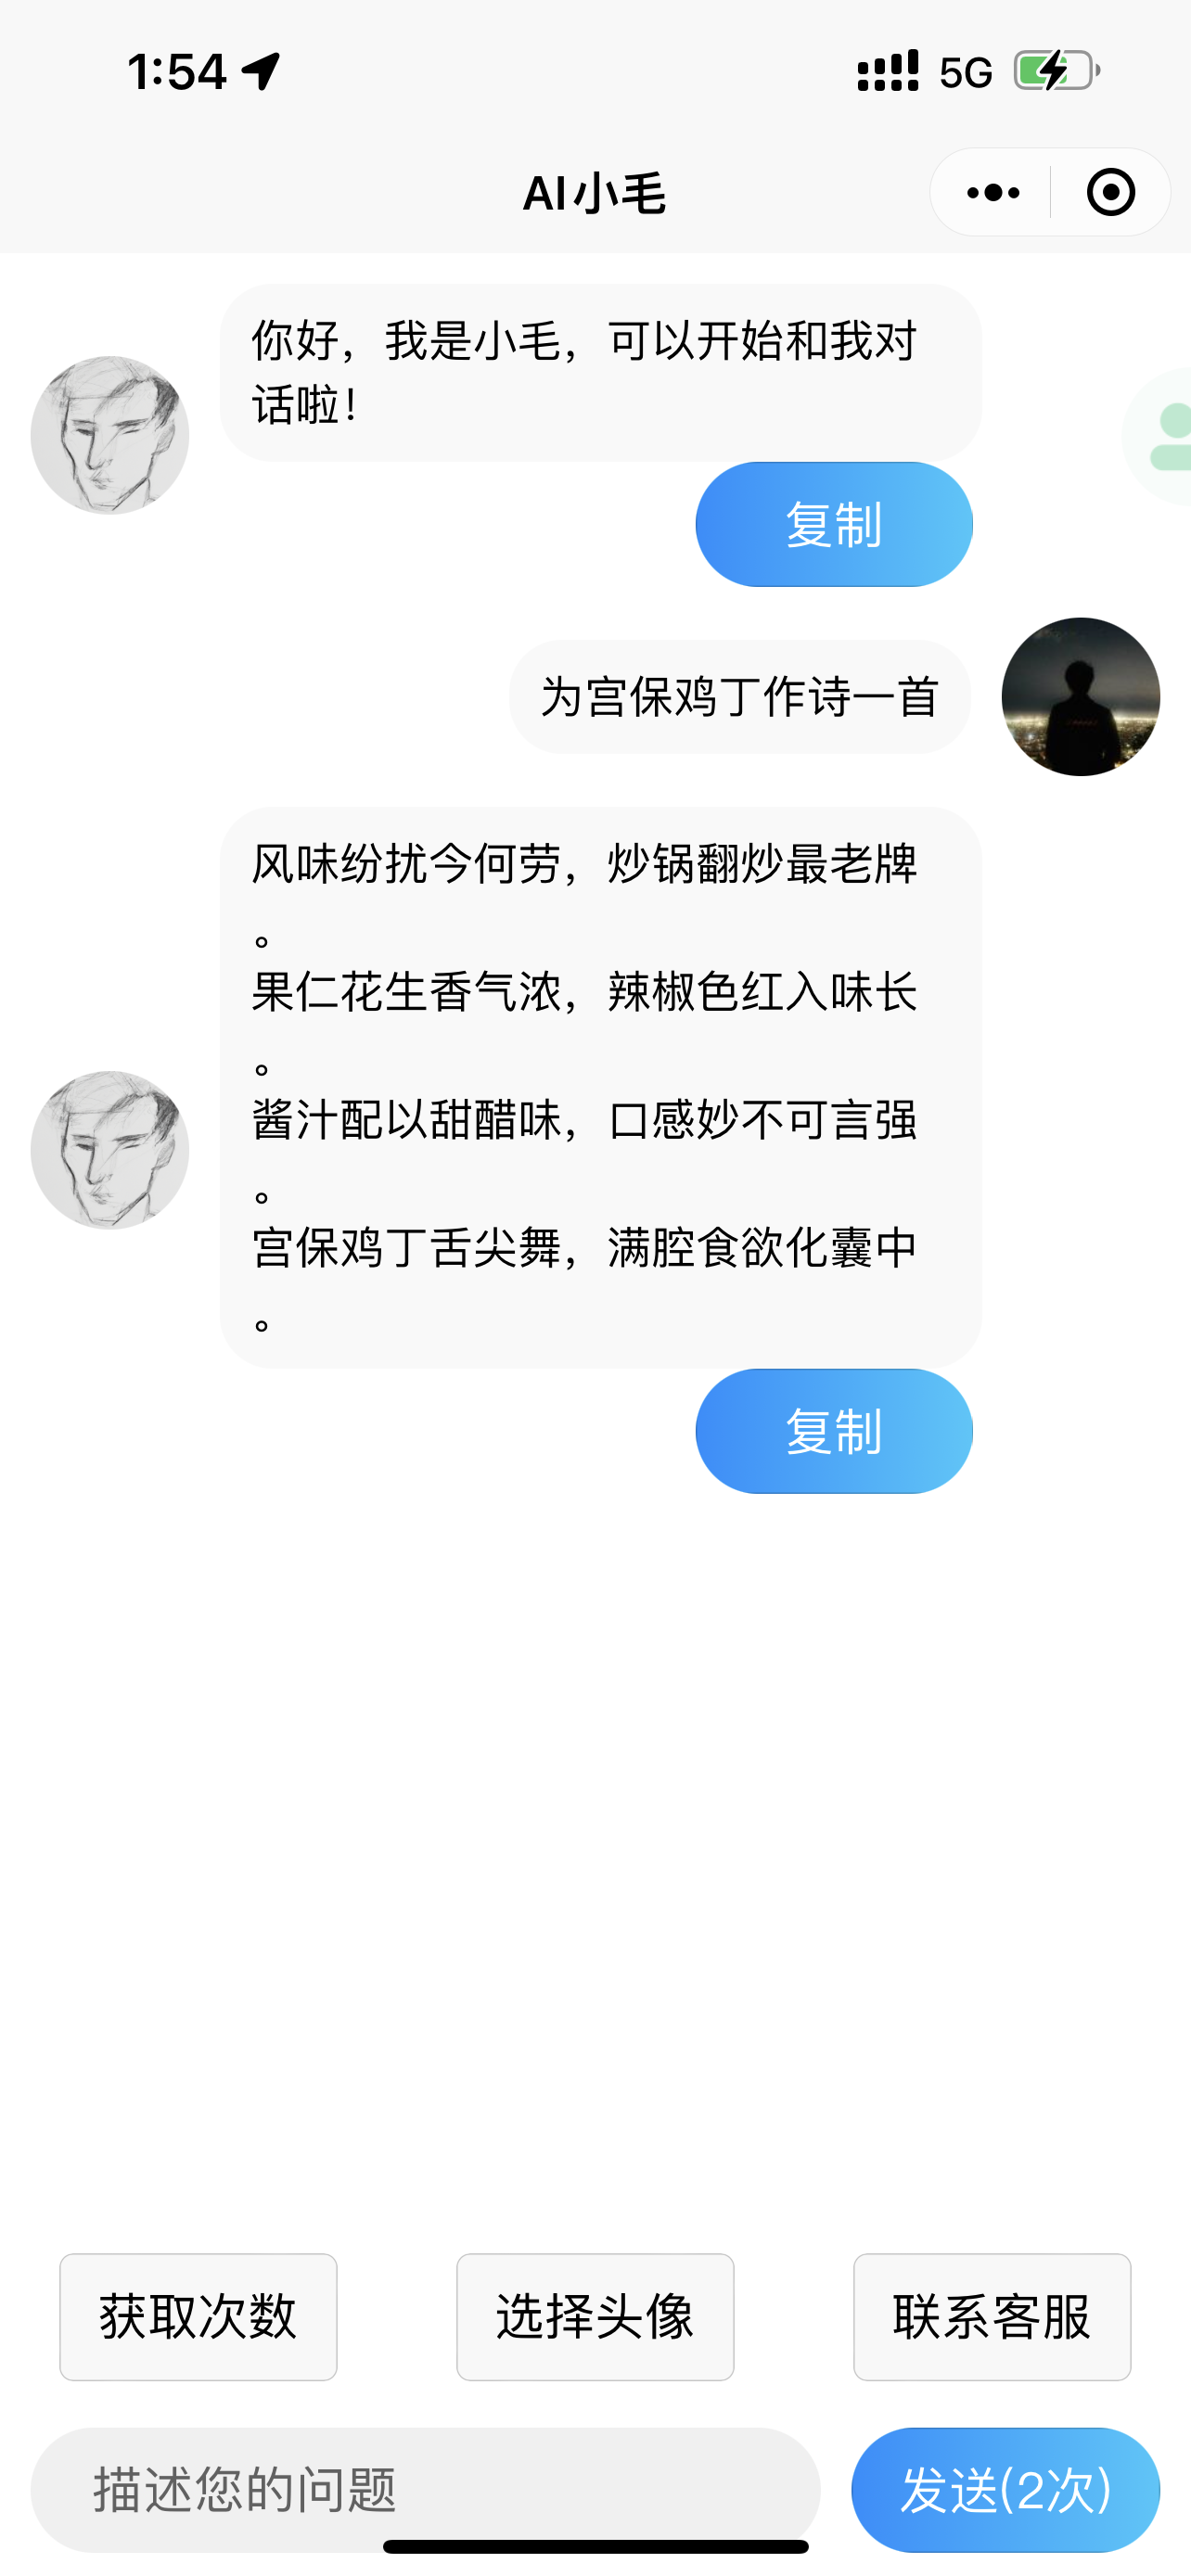 1:54
5G
AI小毛
你好，我是小毛，可以开始和我对
话啦！
复制
为宫保鸡丁作诗一首
风味纷扰今何劳，炒锅翻炒最老牌
。
果仁花生香气浓，辣椒色红入味长
。
酱汁配以甜醋味，口感妙不可言强
。
宫保鸡丁舌尖舞，满腔食欲化囊中
。
复制
获取次数
选择头像
联系客服
描述您的问题
发送(2次)